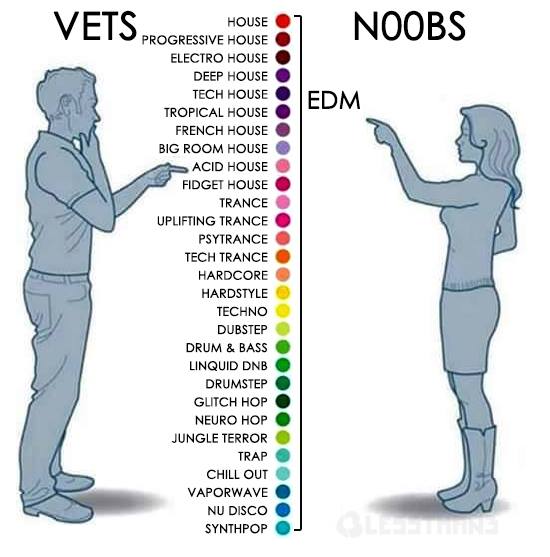 VETS
N00BS
HOUSE
PROGRESSIVE HOUSE
ELECTRO HOUSE
DEEP HOUSE
TECH HOUSE
TROPICAL HOUSE
FRENCH HOUSE
BIG ROOM HOUSE
ACID HOUSE
FIDGET HOUSE
TRANCE
UPLIFTING TRANCE
PSYTRANCE
TECH TRANCE
HARDCORE
HARDSTYLE
TECHNO
DUBSTEP
DRUM & BASS
LINQUID DNB
DRUMSTEP
GLITCH HOP
NEURO HOP
JUNGLE TERROR
TRAP
CHILL OUT
VAPORWAVE
NU DISCO
SYNTHPOP
EDM